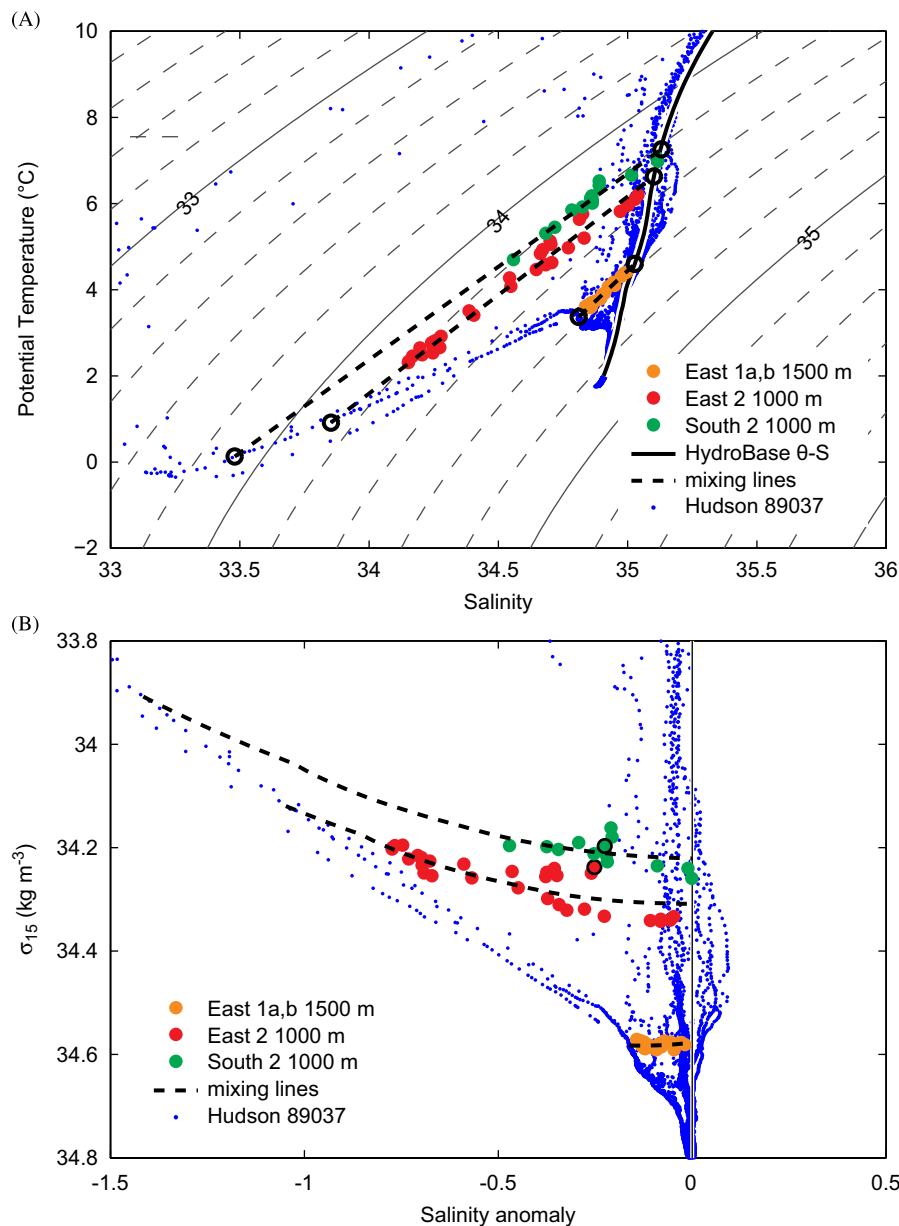 (A)
10
8
6
4
2
0
−2
Potential Temperature (°C)
33
34
35
East 1a,b 1500 m
East 2 1000 m
South 2 1000 m
HydroBase θ-S
mixing lines
Hudson 89037
33
33.5
34
34.5
35
35.5
36
Salinity
(B)
33.8
34
34.2
34.4
34.6
34.8
σ15 (kg m-3)
East 1a,b 1500 m
East 2 1000 m
South 2 1000 m
mixing lines
Hudson 89037
-1.5
-1
-0.5
0
0.5
Salinity anomaly